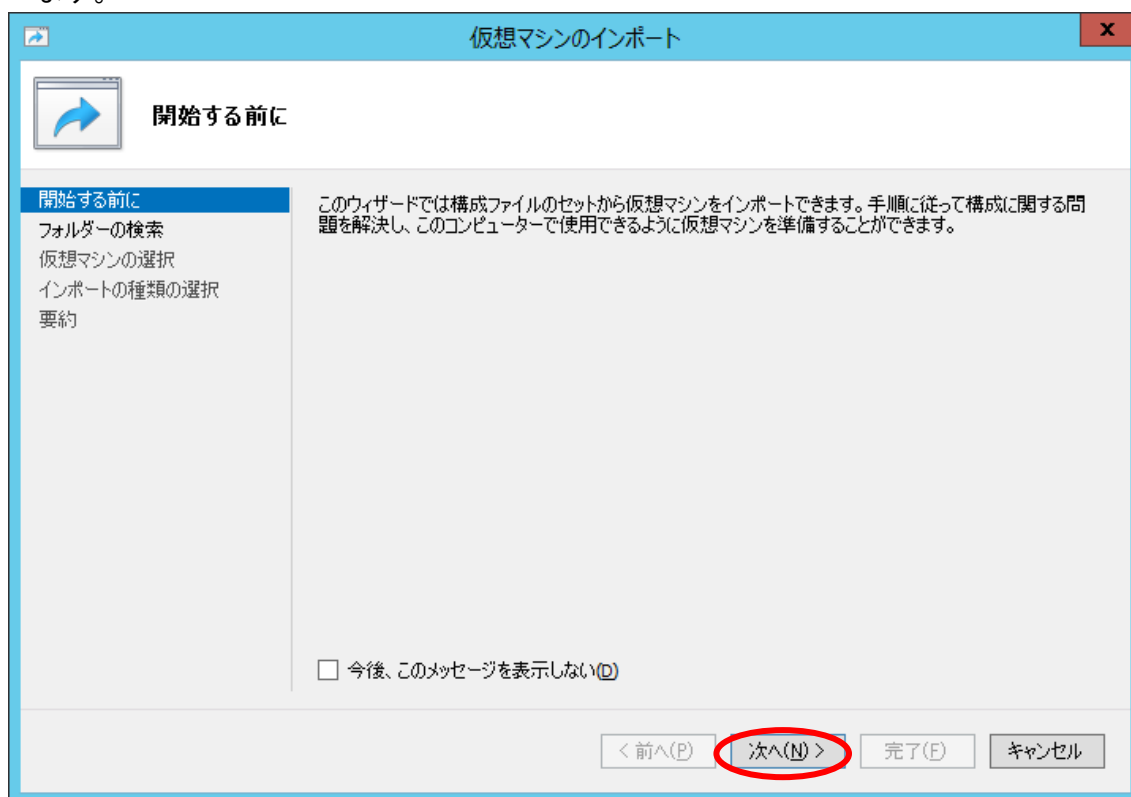 ます。
仮想マシンのインポート
x
開始する前に
開始する前に
フォルダーの検索
仮想マシンの選択
インポートの種類の選択
要約
このウィザードでは構成ファイルのセットから仮想マシンをインポートできます。手順に従って構成に関する問
題を解決し、このコンピューターで使用できるように仮想マシンを準備することができます。
今後、このメッセージを表示しない(D)
< 前へ(P) 次へ(N) > 完了(F) キャンセル